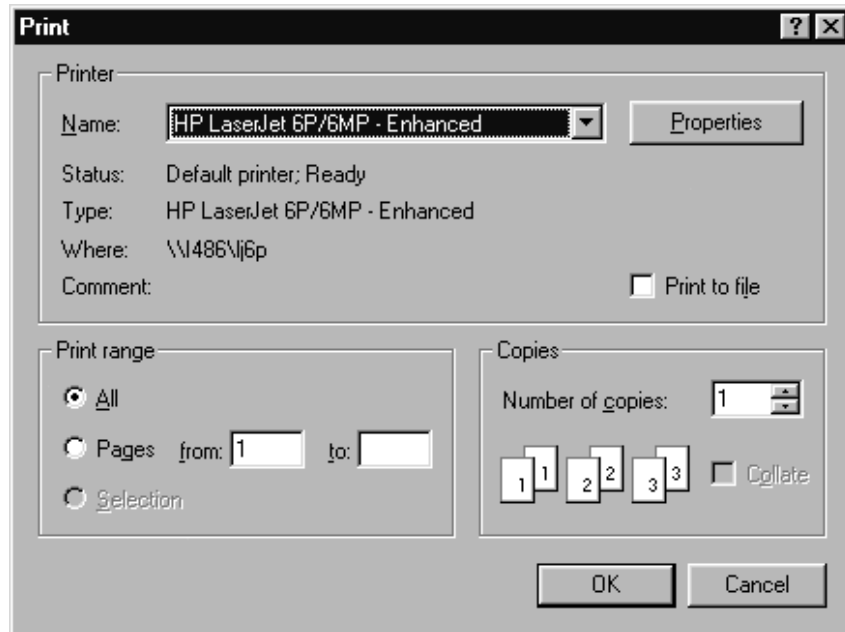 Print
Printer
Name: HP LaserJet 6P/6MP - Enhanced Properties
Status: Default printer; Ready
Type: HP LaserJet 6P/6MP - Enhanced
Where: \\I486\lj6p
Comment: Print to file
Print range
All
Pages from: 1 to:
Selection
Copies
Number of copies: 1
1 1 2 2 3 3 Collate
OK Cancel